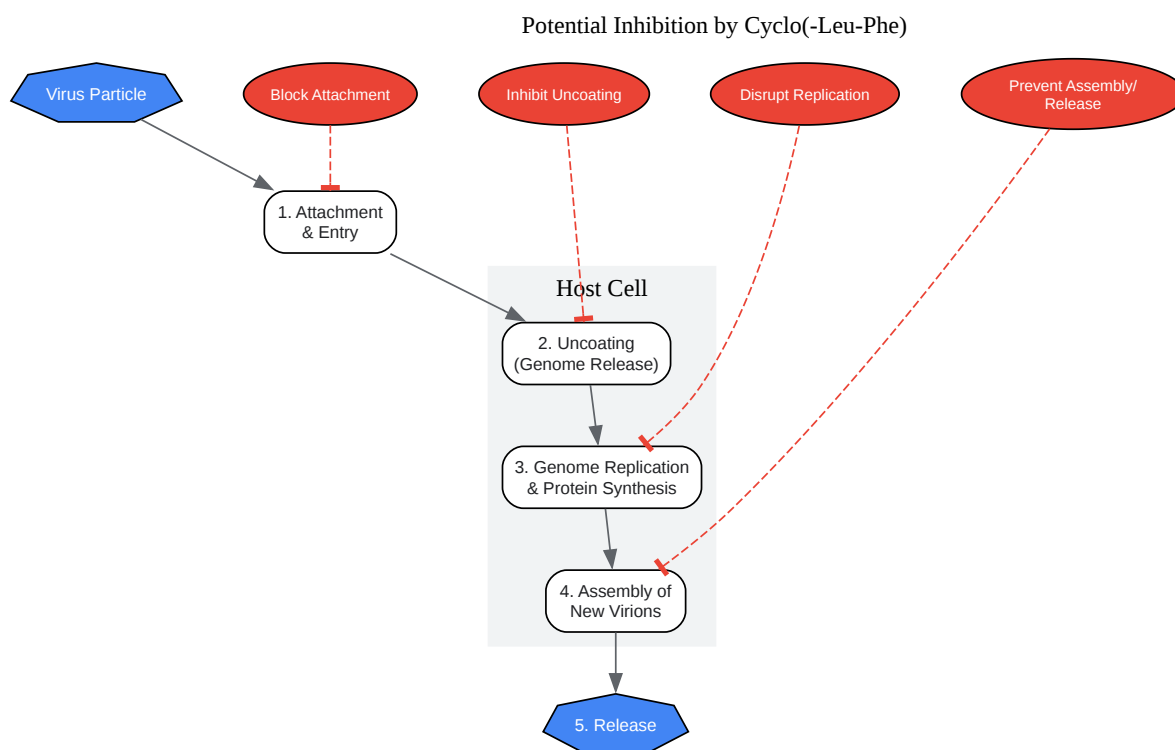 Potential Inhibition by Cyclo(-Leu-Phe)
Virus Particle
Block Attachment
Inhibit Uncoating
Disrupt Replication
Prevent Assembly/
Release
1. Attachment
& Entry
Host Cell
2. Uncoating
(Genome Release)
3. Genome Replication
& Protein Synthesis
4. Assembly of
New Virions
5. Release